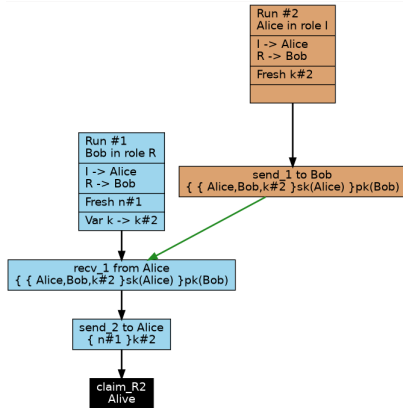 Run #2
Alice in role I
I -> Alice
R -> Bob
Fresh k#2
Run #1
Bob in role R
I -> Alice
R -> Bob
Fresh n#1
Var k -> k#2
send_1 to Bob
{ { Alice,Bob,k#2 }sk(Alice) }pk(Bob)
recv_1 from Alice
{ { Alice,Bob,k#2 }sk(Alice) }pk(Bob)
send_2 to Alice
{ n#1 }k#2
claim_R2
Alive